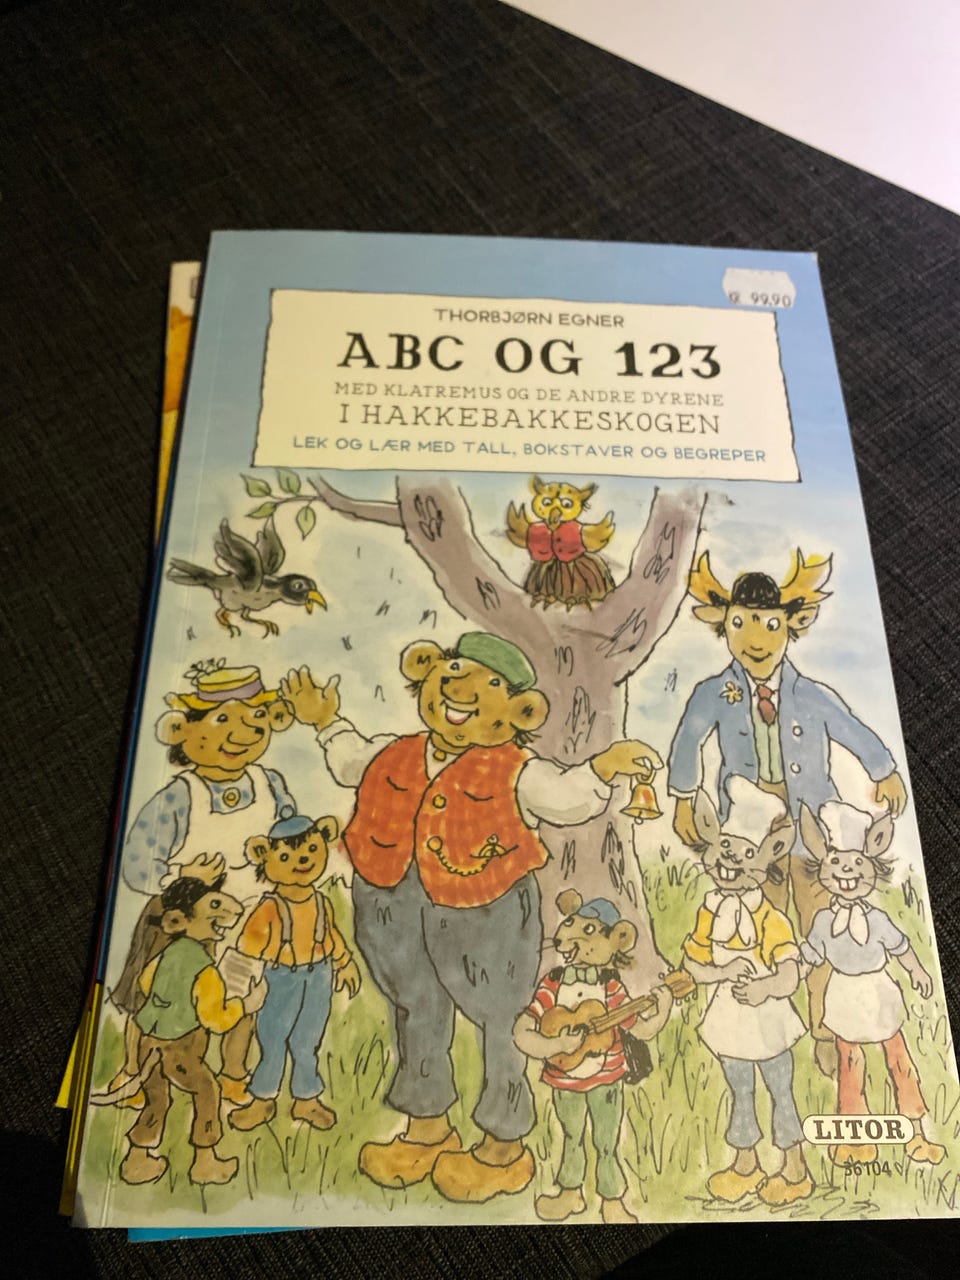 kr 99,90
THORBJØRN EGNER
ABC OG 123
MED KLATREMUS OG DE ANDRE DYRENE
I HAKKEBAKKESKOGEN
LEK OG LÆR MED TALL, BOKSTAVER OG BEGREPER
LITOR
36104